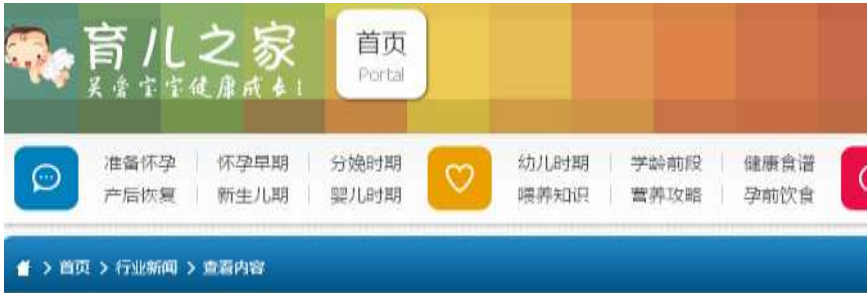 育儿之家
关爱宝宝健康成长!
首页
Portal
准备怀孕 怀孕早期 分娩时期 幼儿时期 学龄前段 健康食谱
产后恢复 新生儿期 婴儿时期 喂养知识 营养攻略 孕前饮食
> 首页 > 行业新闻 > 查看内容